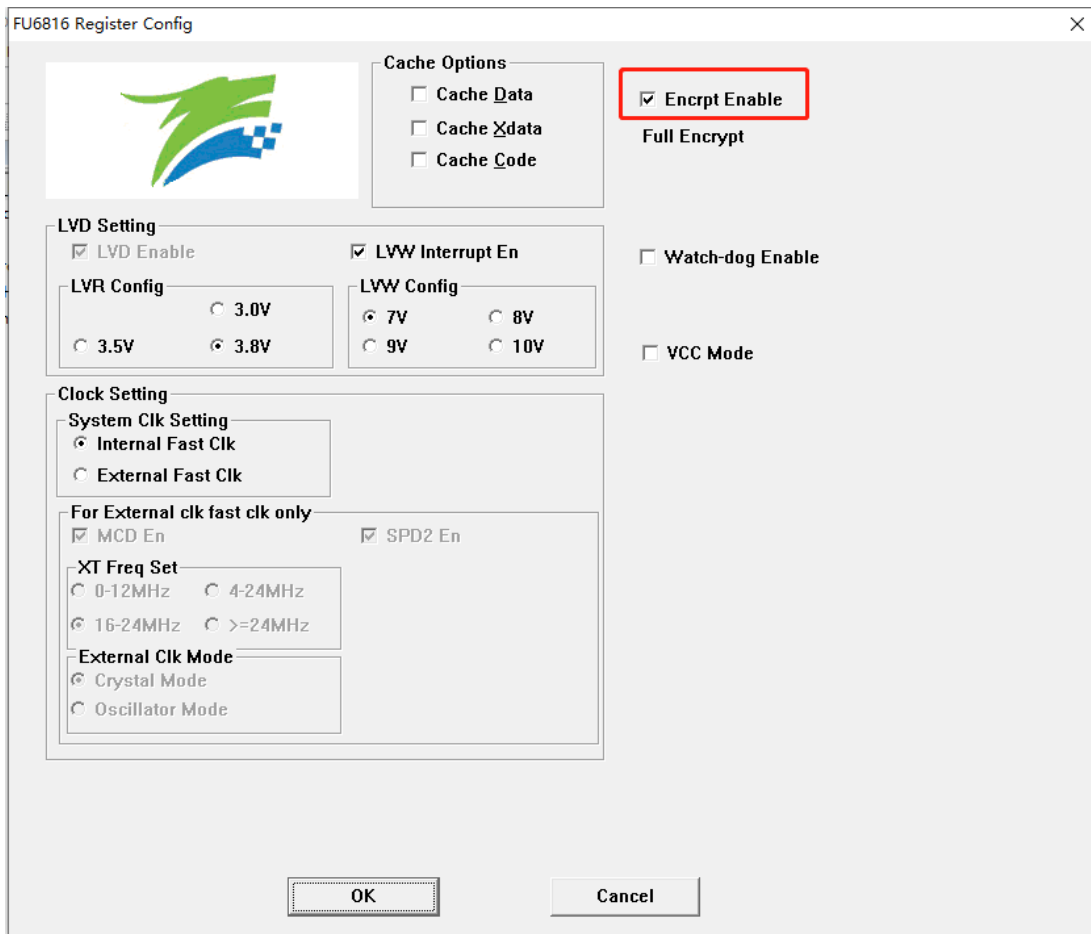 FU6816 Register Config
Cache Options
Cache Data
Cache Xdata
Cache Code
Encrpt Enable
Full Encrypt
LVD Setting
LVD Enable
LVW Interrupt En
Watch-dog Enable
LVR Config
3.0V
3.5V
3.8V
LVW Config
7V
8V
9V
10V
VCC Mode
Clock Setting
System Clk Setting
Internal Fast Clk
External Fast Clk
For External clk fast clk only
MCD En
SPD2 En
XT Freq Set
0-12MHz
4-24MHz
16-24MHz
>=24MHz
External Clk Mode
Crystal Mode
Oscillator Mode
OK
Cancel